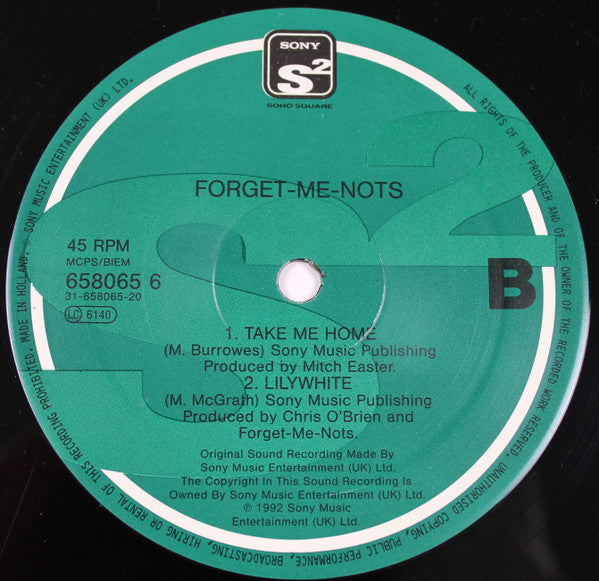 SONY
S²
SONO SQUARE
FORGET-ME-NOTS
45 RPM
MCPS/BIEM
658065 6
31-658065-20
LC 6140
B
1. TAKE ME HOME
(M. Burrowes) Sony Music Publishing
Produced by Mitch Easter.
2. LILYWHITE
(M. McGrath) Sony Music Publishing
Produced by Chris O'Brien and
Forget-Me-Nots.
Original Sound Recording Made By
Sony Music Entertainment (UK) Ltd.
The Copyright In This Sound Recording Is
Owned By Sony Music Entertainment (UK) Ltd.
℗ 1992 Sony Music
Entertainment (UK) Ltd.
ALL RIGHTS OF THE PRODUCER AND OF THE OWNER OF THE RECORDED WORK RESERVED. UNAUTHORISED COPYING, PUBLIC PERFORMANCE, BROADCASTING, HIRING OR RENTAL OF THIS RECORDING PROHIBITED. MADE IN HOLLAND. SONY MUSIC ENTERTAINMENT (UK) LTD.